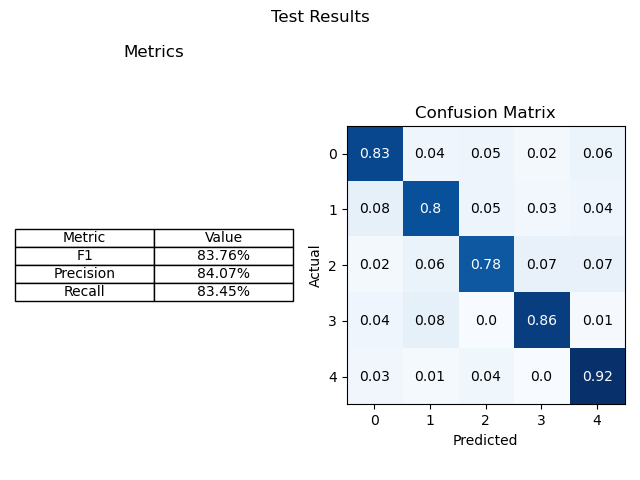 Test Results
Metrics
Metric Value
F1 83.76%
Precision 84.07%
Recall 83.45%
Confusion Matrix
0 0.83 0.04 0.05 0.02 0.06
1 0.08 0.8 0.05 0.03 0.04
2 0.02 0.06 0.78 0.07 0.07
3 0.04 0.08 0.0 0.86 0.01
4 0.03 0.01 0.04 0.0 0.92
0 1 2 3 4
Actual
Predicted